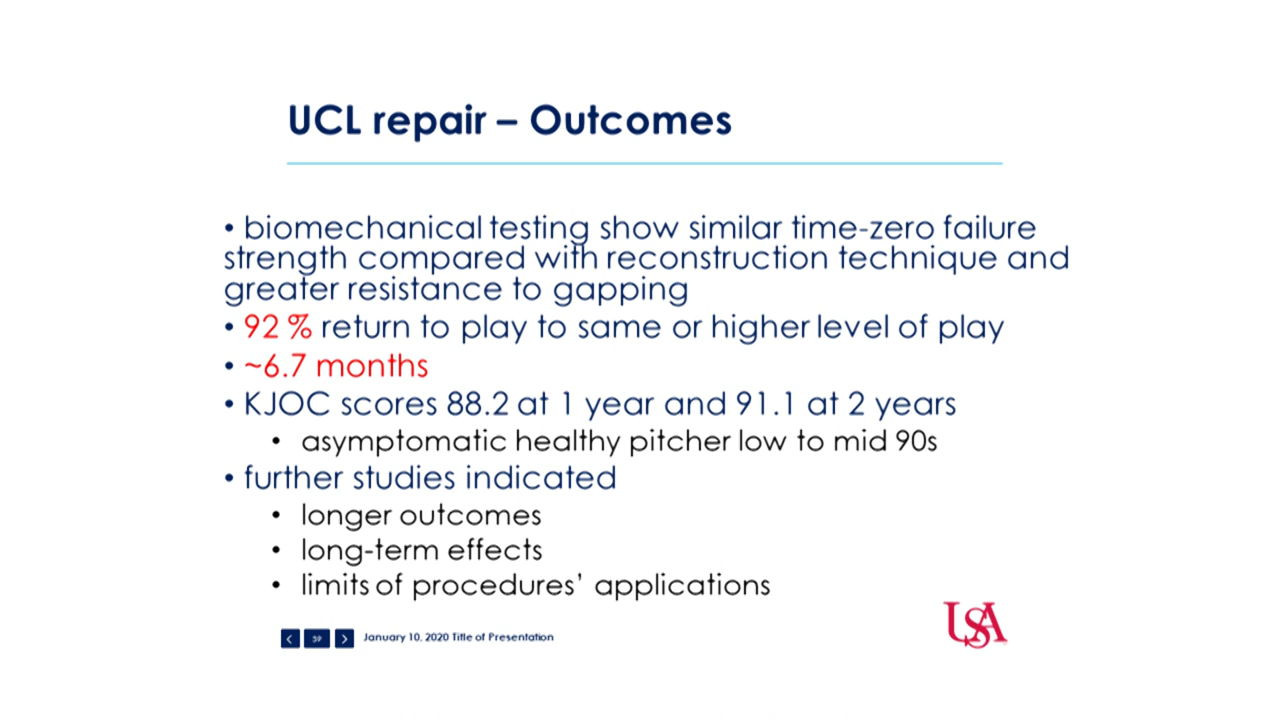 UCL repair – Outcomes
• biomechanical testing show similar time-zero failure
strength compared with reconstruction technique and
greater resistance to gapping
• 92 % return to play to same or higher level of play
• ~6.7 months
• KJOC scores 88.2 at 1 year and 91.1 at 2 years
• asymptomatic healthy pitcher low to mid 90s
• further studies indicated
• longer outcomes
• long-term effects
• limits of procedures’ applications
39 January 10, 2020 Title of Presentation
USA